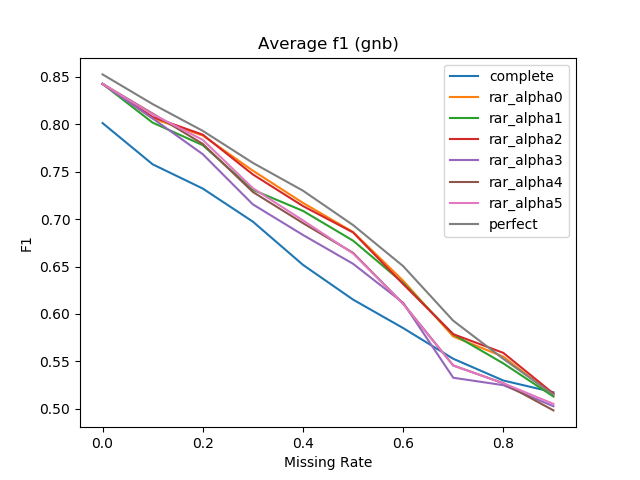 Average f1 (gnb)
complete
rar_alpha0
rar_alpha1
rar_alpha2
rar_alpha3
rar_alpha4
rar_alpha5
perfect
F1
0.85
0.80
0.75
0.70
0.65
0.60
0.55
0.50
0.0 0.2 0.4 0.6 0.8
Missing Rate